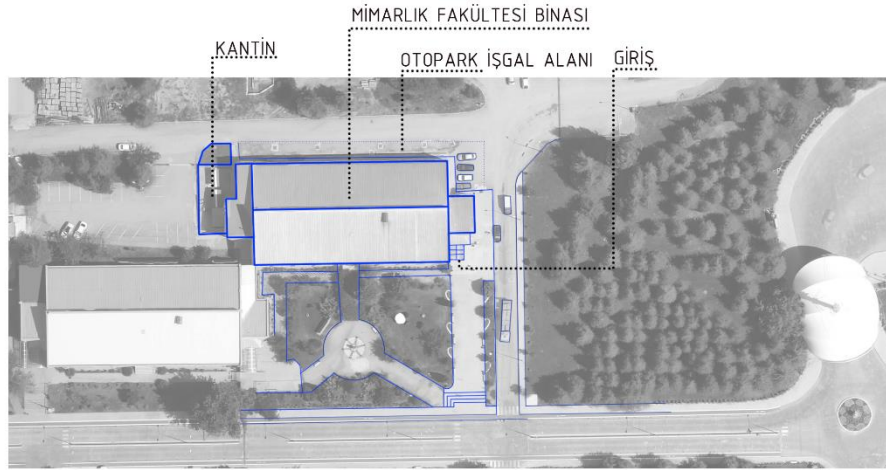 MİMARLIK FAKÜLTESİ BİNASI
KANTİN
OTOPARK İŞGAL ALANI
GİRİŞ